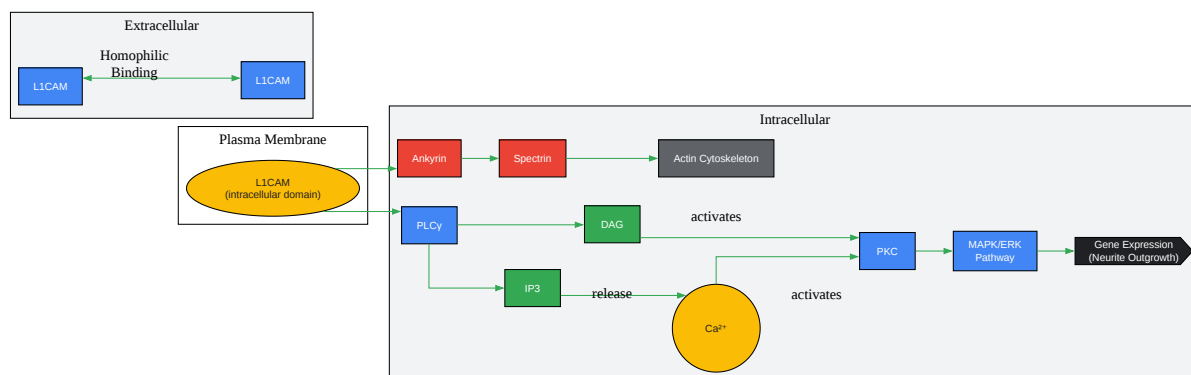 Extracellular
Homophilic
Binding
L1CAM
L1CAM
Plasma Membrane
L1CAM
(intracellular domain)
Intracellular
Ankyrin
Spectrin
Actin Cytoskeleton
PLCγ
DAG
activates
PKC
MAPK/ERK
Pathway
Gene Expression
(Neurite Outgrowth)
IP3
release
activates
Ca²⁺